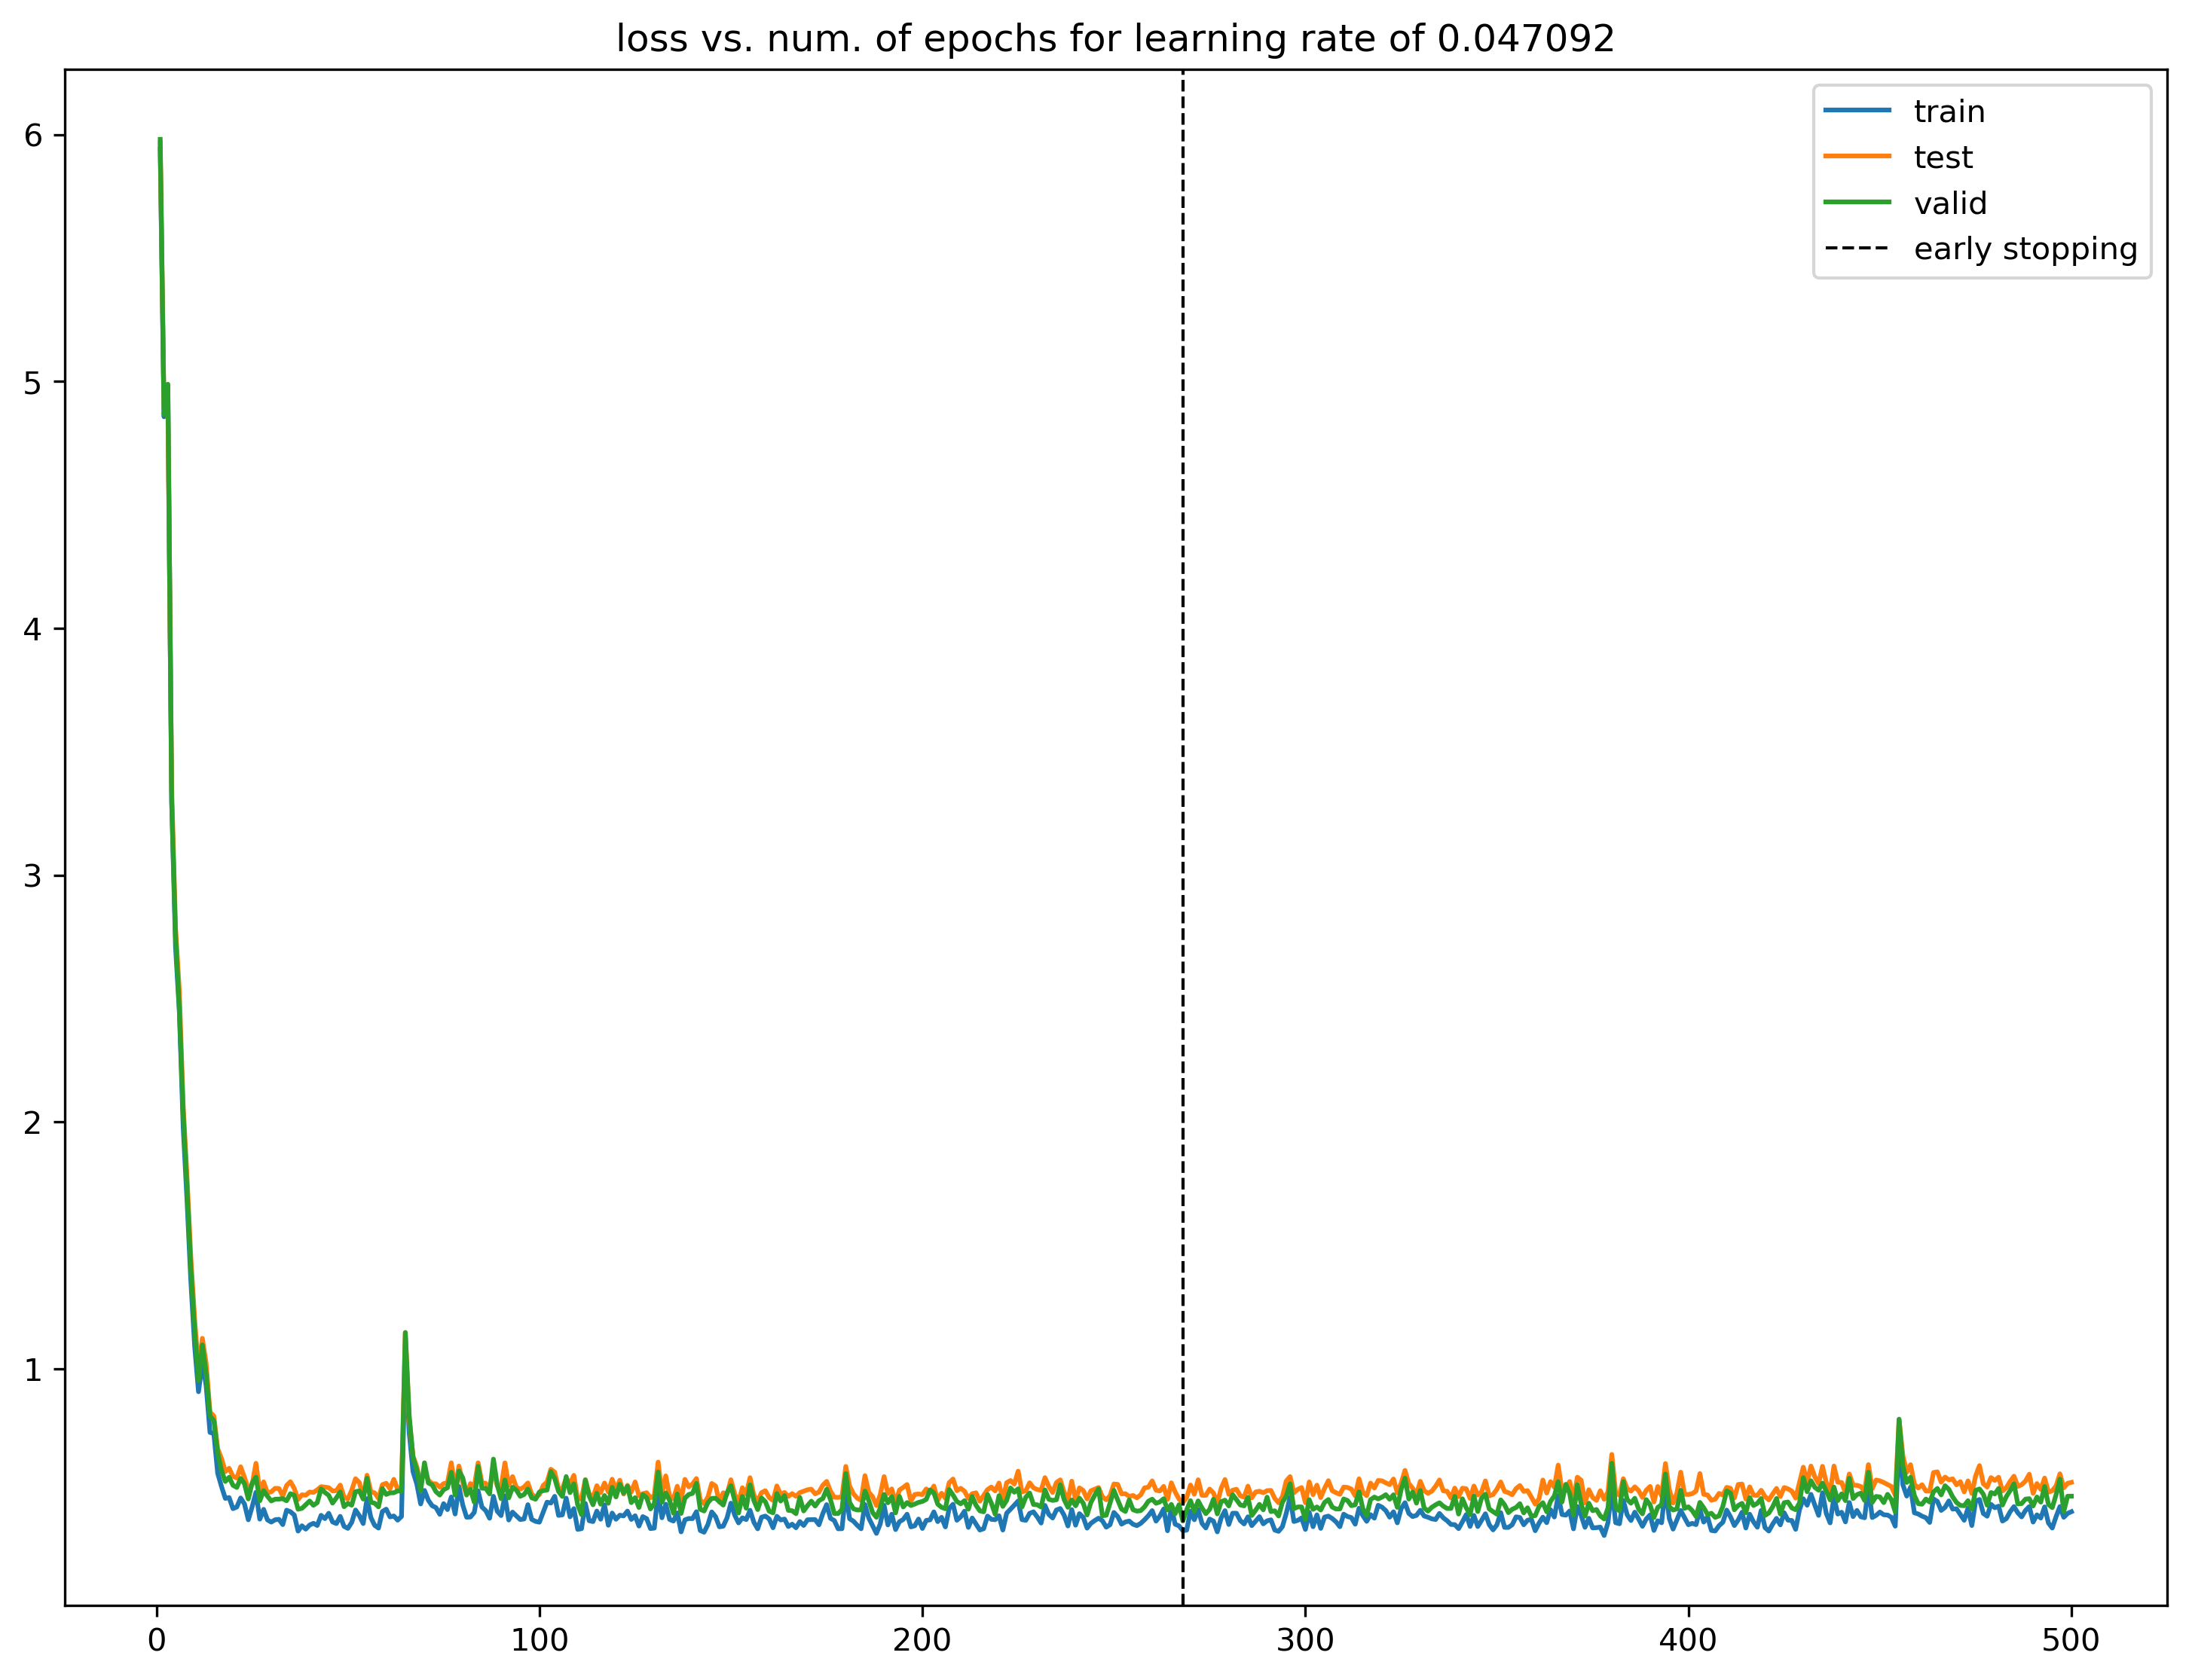 loss vs. num. of epochs for learning rate of 0.047092
train
test
valid
early stopping
6
5
4
3
2
1
0 100 200 300 400 500